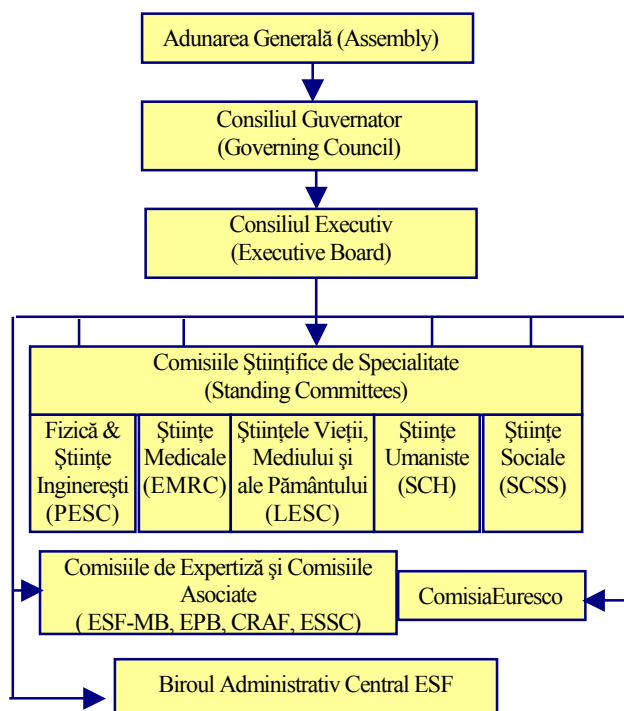 Adunarea Generală (Assembly)
Consiliul Guvernator
(Governing Council)
Consiliul Executiv
(Executive Board)
Comisiile Ştiinţifice de Specialitate
(Standing Committees)
Fizică &
Ştiinţe
Inginereşti
(PESC)
Ştiinţe
Medicale
(EMRC)
Ştiinţele Vieţii,
Mediului şi
ale Pământului
(LESC)
Ştiinţe
Umaniste
(SCH)
Ştiinţe
Sociale
(SCSS)
Comisiile de Expertiză şi Comisiile
Asociate
( ESF-MB, EPB, CRAF, ESSC)
ComisiaEuresco
Biroul Administrativ Central ESF